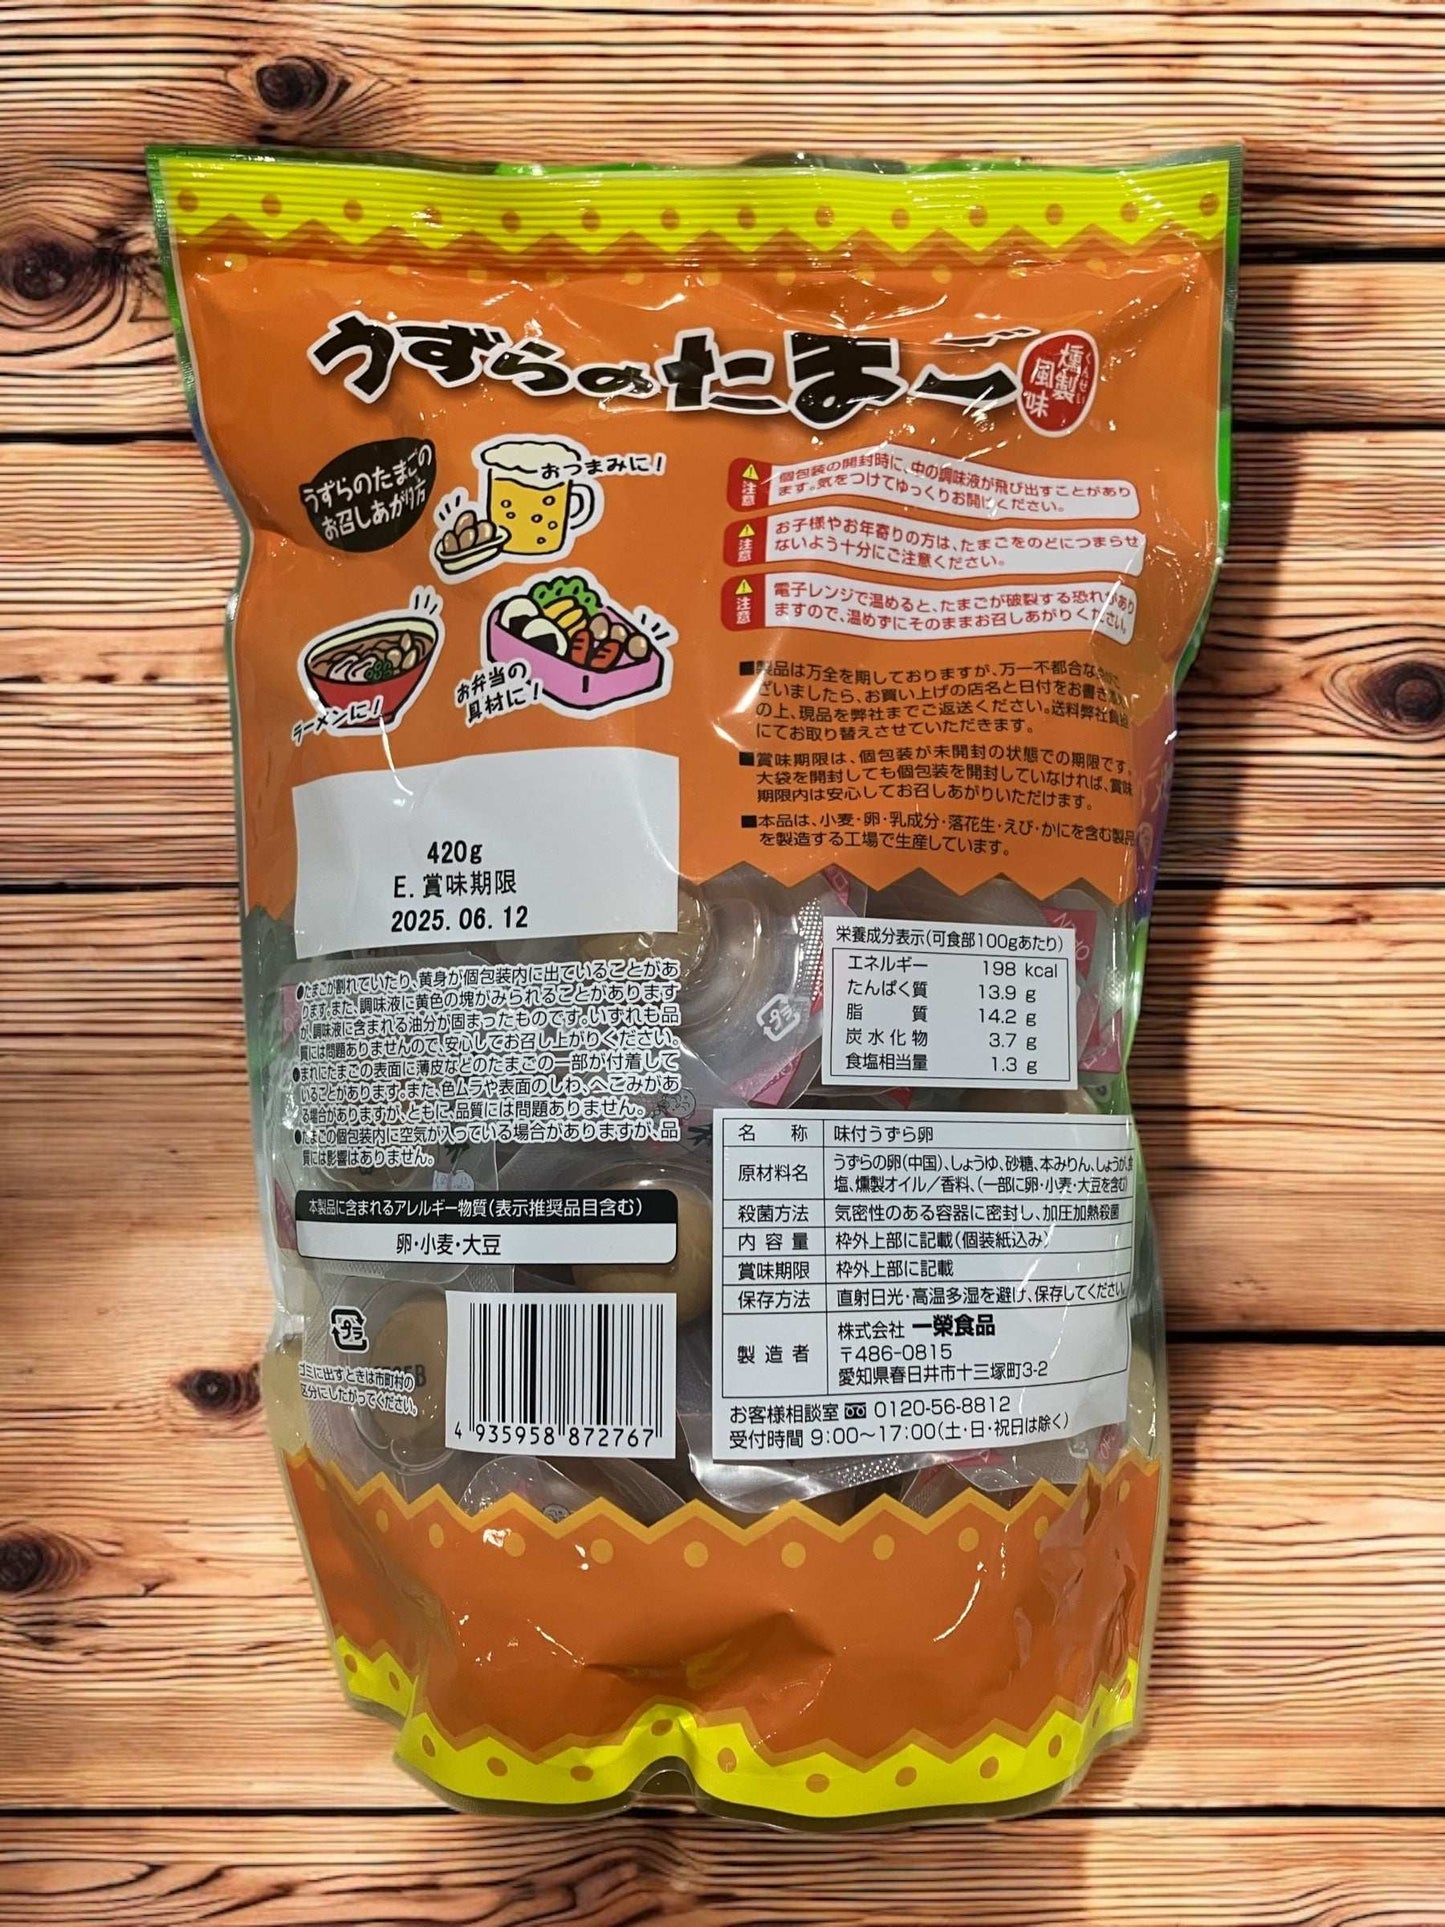 うずらのたまご
燻製
くんせい
風味
うずらのたまごの
お召しあがり方
おつまみに!
ラーメンに!
お弁当の
具材に!
注意
個包装の開封時に、中の調味液が飛び出すことがあり
ます。気をつけてゆっくりお開けください。
注意
お子様やお年寄りの方は、たまごをのどにつまらせ
ないよう十分にご注意ください。
注意
電子レンジで温めると、たまごが破裂する恐れがあり
ますので、温めずにそのままお召しあがりください。
■製品は万全を期しておりますが、万一不都合な
ざいましたら、お買い上げの店名と日付をお書き
の上、現品を弊社までご返送ください。送料弊社負担
にてお取り替えさせていただきます。
■賞味期限は、個包装が未開封の状態での期限です。
大袋を開封しても個包装を開封していなければ、賞味
期限内は安心してお召しあがりいただけます。
■本品は、小麦・卵・乳成分・落花生・えび・かにを含む製品
を製造する工場で生産しています。
420g
E.賞味期限
2025.06.12
●たまごが割れていたり、黄身が個包装内に出ていることがあ
ります。また、調味液に黄色の塊がみられることがあります
が、調味液に含まれる油分が固まったものです。いずれも品
質には問題ありませんので、安心してお召し上がりください。
●まれにたまごの表面に薄皮などのたまごの一部が付着して
いることがあります。また、色ムラや表面のしわ、へこみがあ
る場合がありますが、ともに、品質には問題ありません。
●たまごの個包装内に空気が入っている場合がありますが、品
質には影響はありません。
本製品に含まれるアレルギー物質(表示推奨品目含む)
卵・小麦・大豆
プラ
ゴミに出すときは市町村の
区分にしたがってください。
4 935958 872767
栄養成分表示(可食部100gあたり)
エネルギー 198 kcal
たんぱく質 13.9 g
脂質 14.2 g
炭水化物 3.7 g
食塩相当量 1.3 g
名称 味付うずら卵
原材料名 うずらの卵(中国)、しょうゆ、砂糖、本みりん、しょうが、食
塩、燻製オイル/香料、(一部に卵・小麦・大豆を含む)
殺菌方法 気密性のある容器に密封し、加圧加熱殺菌
内容量 枠外上部に記載(個装紙込み)
賞味期限 枠外上部に記載
保存方法 直射日光・高温多湿を避け、保存してください。
製造者 株式会社 一榮食品
〒486-0815
愛知県春日井市十三塚町3-2
お客様相談室 0120-56-8812
受付時間 9:00~17:00(土・日・祝日は除く)